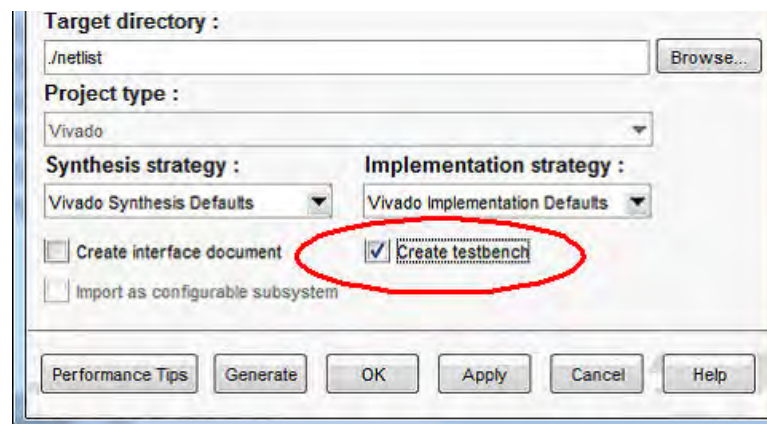 Target directory :
./netlist Browse...
Project type :
Vivado
Synthesis strategy : Implementation strategy :
Vivado Synthesis Defaults Vivado Implementation Defaults
Create interface document Create testbench
Import as configurable subsystem
Performance Tips Generate OK Apply Cancel Help